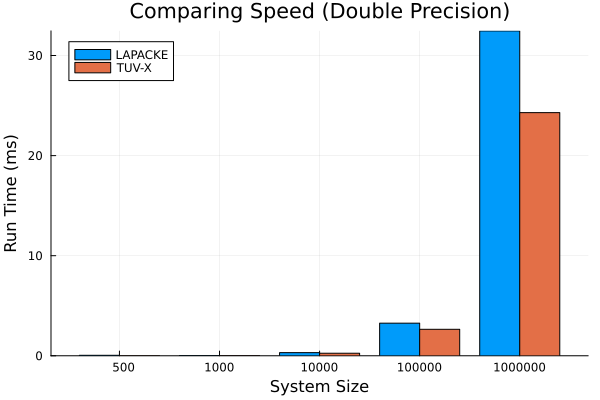 Comparing Speed (Double Precision)
LAPACKE
TUV-X
Run Time (ms)
30
20
10
0
500 1000 10000 100000 1000000
System Size